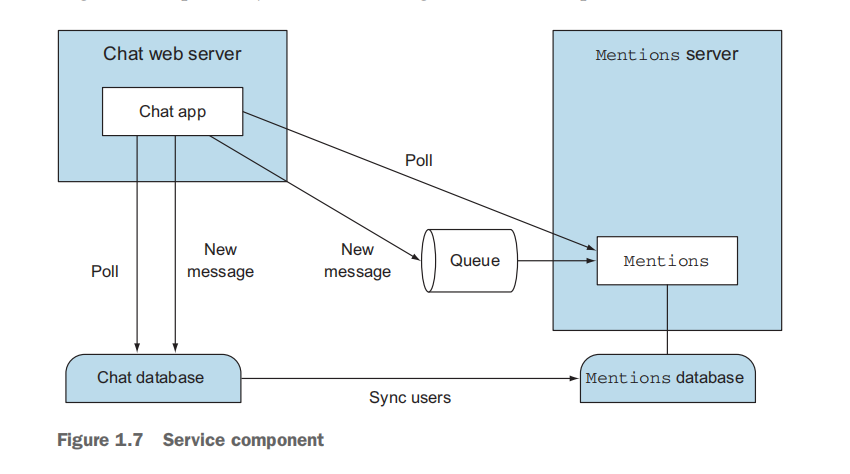 Chat web server
Mentions server
Chat app
Poll
New
message
New
message
Poll
Queue
Mentions
Chat database
Mentions database
Sync users
Figure 1.7 Service component